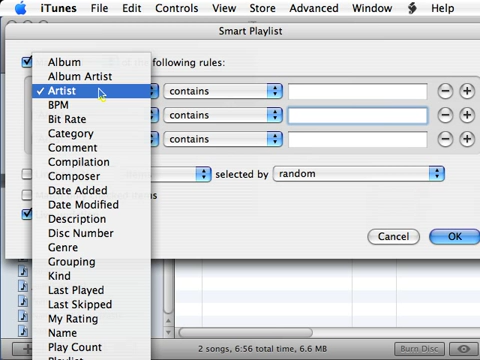 iTunes File Edit Controls View Store Advanced Window Help
Smart Playlist
of the following rules:
Album
Album Artist
✓ Artist
BPM
Bit Rate
Category
Comment
Compilation
Composer
Date Added
Date Modified
Description
Disc Number
Genre
Grouping
Kind
Last Played
Last Skipped
My Rating
Name
Play Count
Playlist
contains
contains
contains
selected by random
Cancel OK
2 songs, 6:56 total time, 6.6 MB Burn Disc